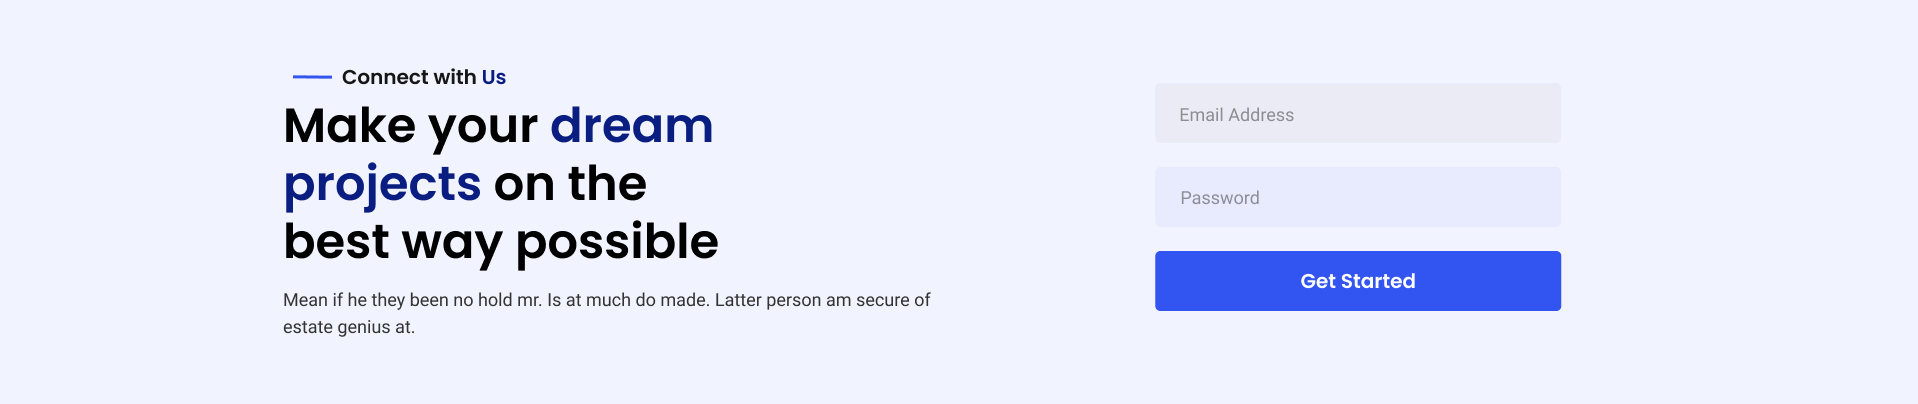 Connect with Us
Make your dream
projects on the
best way possible
Mean if he they been no hold mr. Is at much do made. Latter person am secure of
estate genius at.
Email Address
Password
Get Started